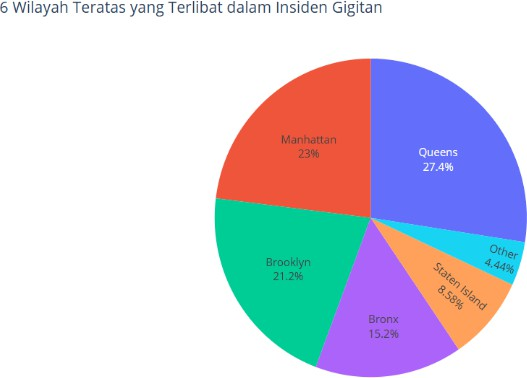 6 Wilayah Teratas yang Terlibat dalam Insiden Gigitan
Manhattan
23%
Queens
27.4%
Other
4.44%
Staten Island
8.58%
Brooklyn
21.2%
Bronx
15.2%